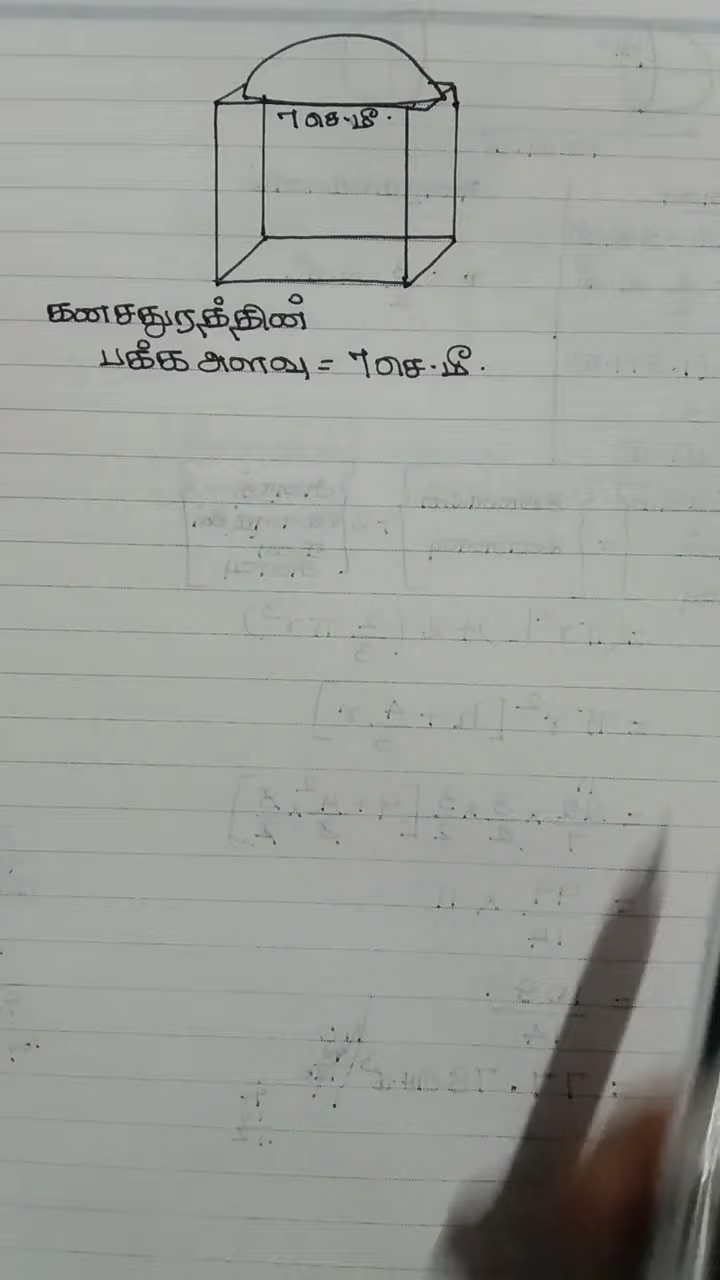 7 செ.மீ.
கனசதுரத்தின்
பக்க அளவு = 7 செ.மீ.